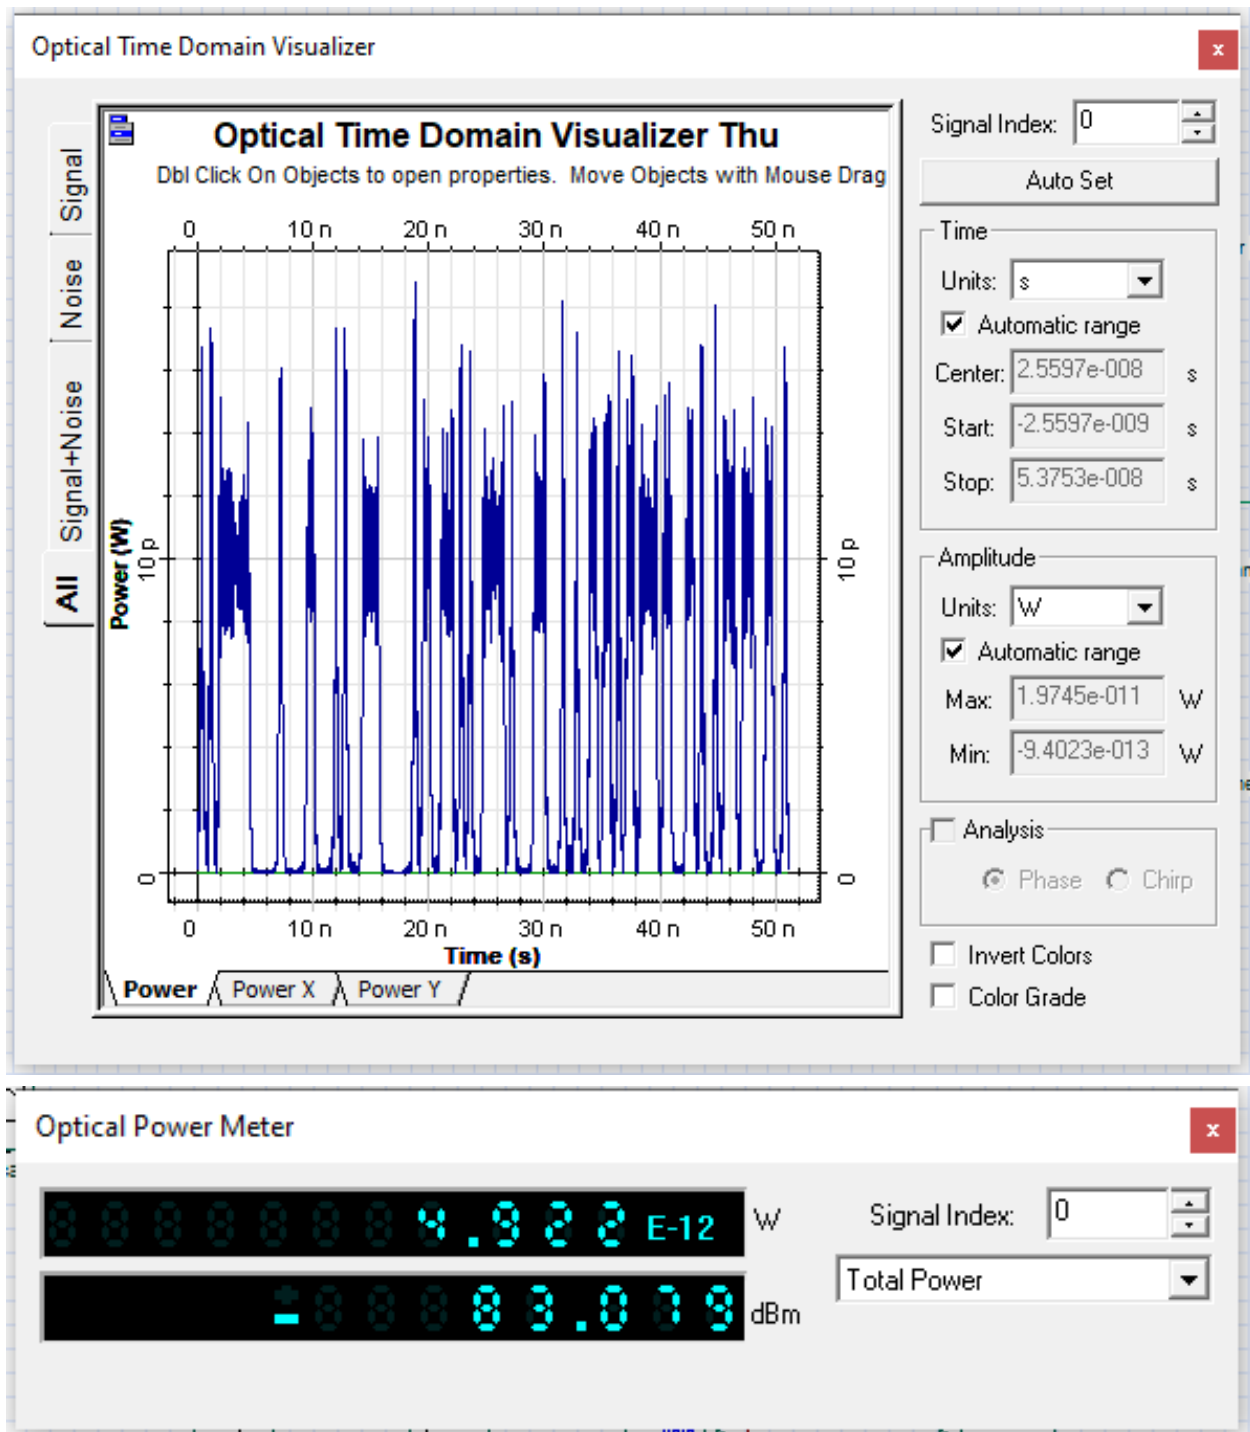 Optical Time Domain Visualizer
x
Signal
Noise
Signal+Noise
All
Optical Time Domain Visualizer Thu
Dbl Click On Objects to open properties.  Move Objects with Mouse Drag
0 10 n 20 n 30 n 40 n 50 n
Power (W)
10 p
0
10 p
0
0 10 n 20 n 30 n 40 n 50 n
Time (s)
Power Power X Power Y
Signal Index: 0
Auto Set
Time
Units: s
Automatic range
Center: 2.5597e-008 s
Start: -2.5597e-009 s
Stop: 5.3753e-008 s
Amplitude
Units: W
Automatic range
Max: 1.9745e-011 W
Min: -9.4023e-013 W
Analysis
Phase Chirp
Invert Colors
Color Grade
Optical Power Meter
x
4.922 E-12 W
-83.079 dBm
Signal Index: 0
Total Power